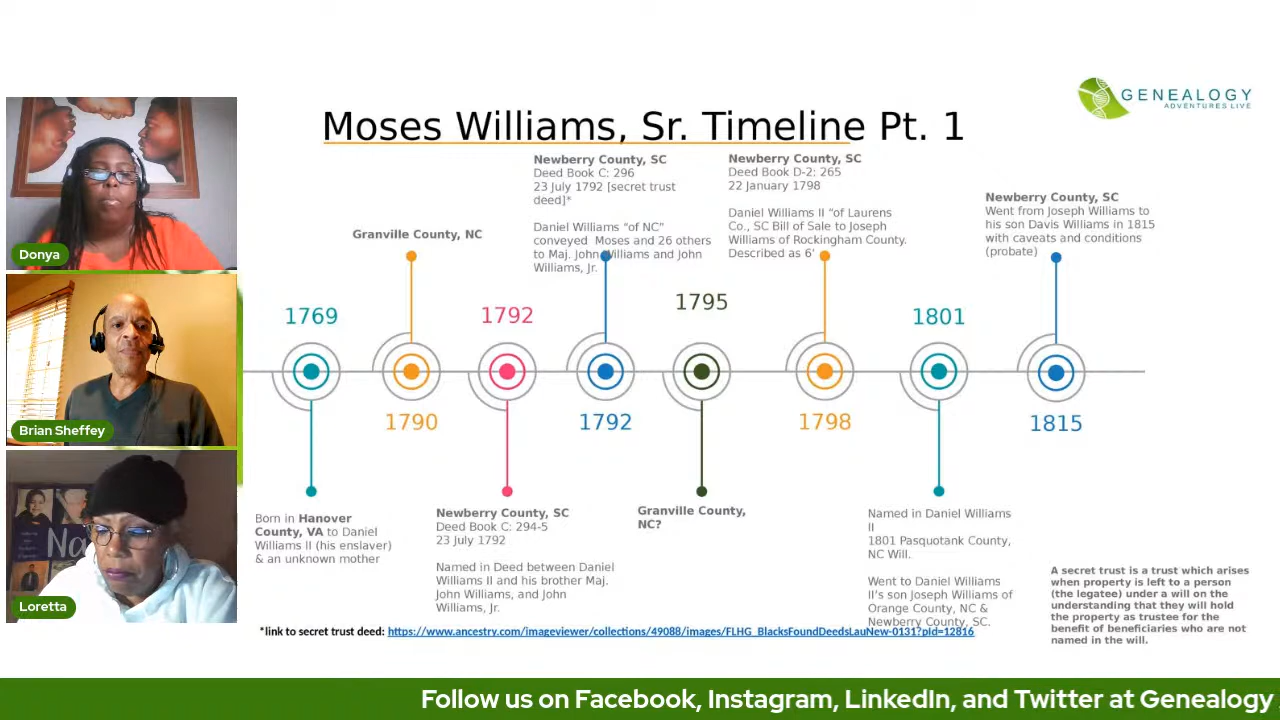 GENEALOGY
ADVENTURES LIVE
Moses Williams, Sr. Timeline Pt. 1
Donya
Brian Sheffey
Na
Loretta
Granville County, NC
Newberry County, SC
Deed Book C: 296
23 July 1792 [secret trust
deed]*
Daniel Williams “of NC”
conveyed Moses and 26 others
to Maj. John Williams and John
Williams, Jr.
Newberry County, SC
Deed Book D-2: 265
22 January 1798
Daniel Williams II “of Laurens
Co., SC Bill of Sale to Joseph
Williams of Rockingham County.
Described as 6’
Newberry County, SC
Went from Joseph Williams to
his son Davis Williams in 1815
with caveats and conditions
(probate)
1769
1790
1792
1792
1795
1798
1801
1815
Born in Hanover
County, VA to Daniel
Williams II (his enslaver)
& an unknown mother
Newberry County, SC
Deed Book C: 294-5
23 July 1792
Named in Deed between Daniel
Williams II and his brother Maj.
John Williams, and John
Williams, Jr.
Granville County,
NC?
Named in Daniel Williams
II
1801 Pasquotank County,
NC Will.
Went to Daniel Williams
II’s son Joseph Williams of
Orange County, NC &
Newberry County, SC.
A secret trust is a trust which arises
when property is left to a person
(the legatee) under a will on the
understanding that they will hold
the property as trustee for the
benefit of beneficiaries who are not
named in the will.
*link to secret trust deed: https://www.ancestry.com/imageviewer/collections/49088/images/FLHG_BlacksFoundDeedsLauNew-0131?pId=12816
Follow us on Facebook, Instagram, LinkedIn, and Twitter at Genealogy